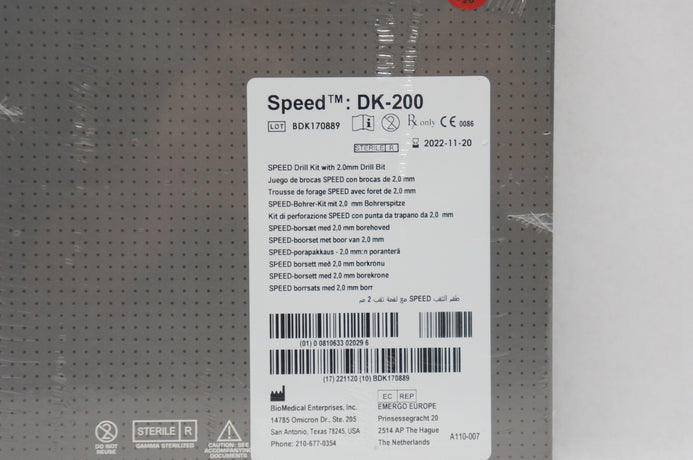 20
Speed™: DK-200
LOT BDK170889 Rx only CE 0086
STERILE R 2022-11-20
SPEED Drill Kit with 2.0mm Drill Bit
Juego de brocas SPEED con brocas de 2,0 mm
Trousse de forage SPEED avec foret de 2,0 mm
SPEED-Bohrer-Kit mit 2,0 mm Bohrerspitze
Kit di perforazione SPEED con punta da trapano da 2,0 mm
SPEED-borsæt med 2,0 mm borehoved
SPEED-boorset met boor van 2,0 mm
SPEED-porapakkaus - 2,0 mm:n poranterä
SPEED borsett med 2,0 mm borkronu
SPEED-borsett med 2,0 mm borekrone
SPEED borrsats med 2,0 mm borr
طقم الثقب SPEED مع لقمة ثقب 2 مم
(01) 0 0810633 02029 6
(17) 221120 (10) BDK170889
BioMedical Enterprises, Inc.
14785 Omicron Dr., Ste. 205
San Antonio, Texas 78245, USA
Phone: 210-677-0354
EC REP
EMERGO EUROPE
Prinsessegracht 20
2514 AP The Hague
The Netherlands
A110-007
DO NOT
REUSE
STERILE R
GAMMA STERILIZED
CAUTION: SEE
ACCOMPANYING
DOCUMENTS